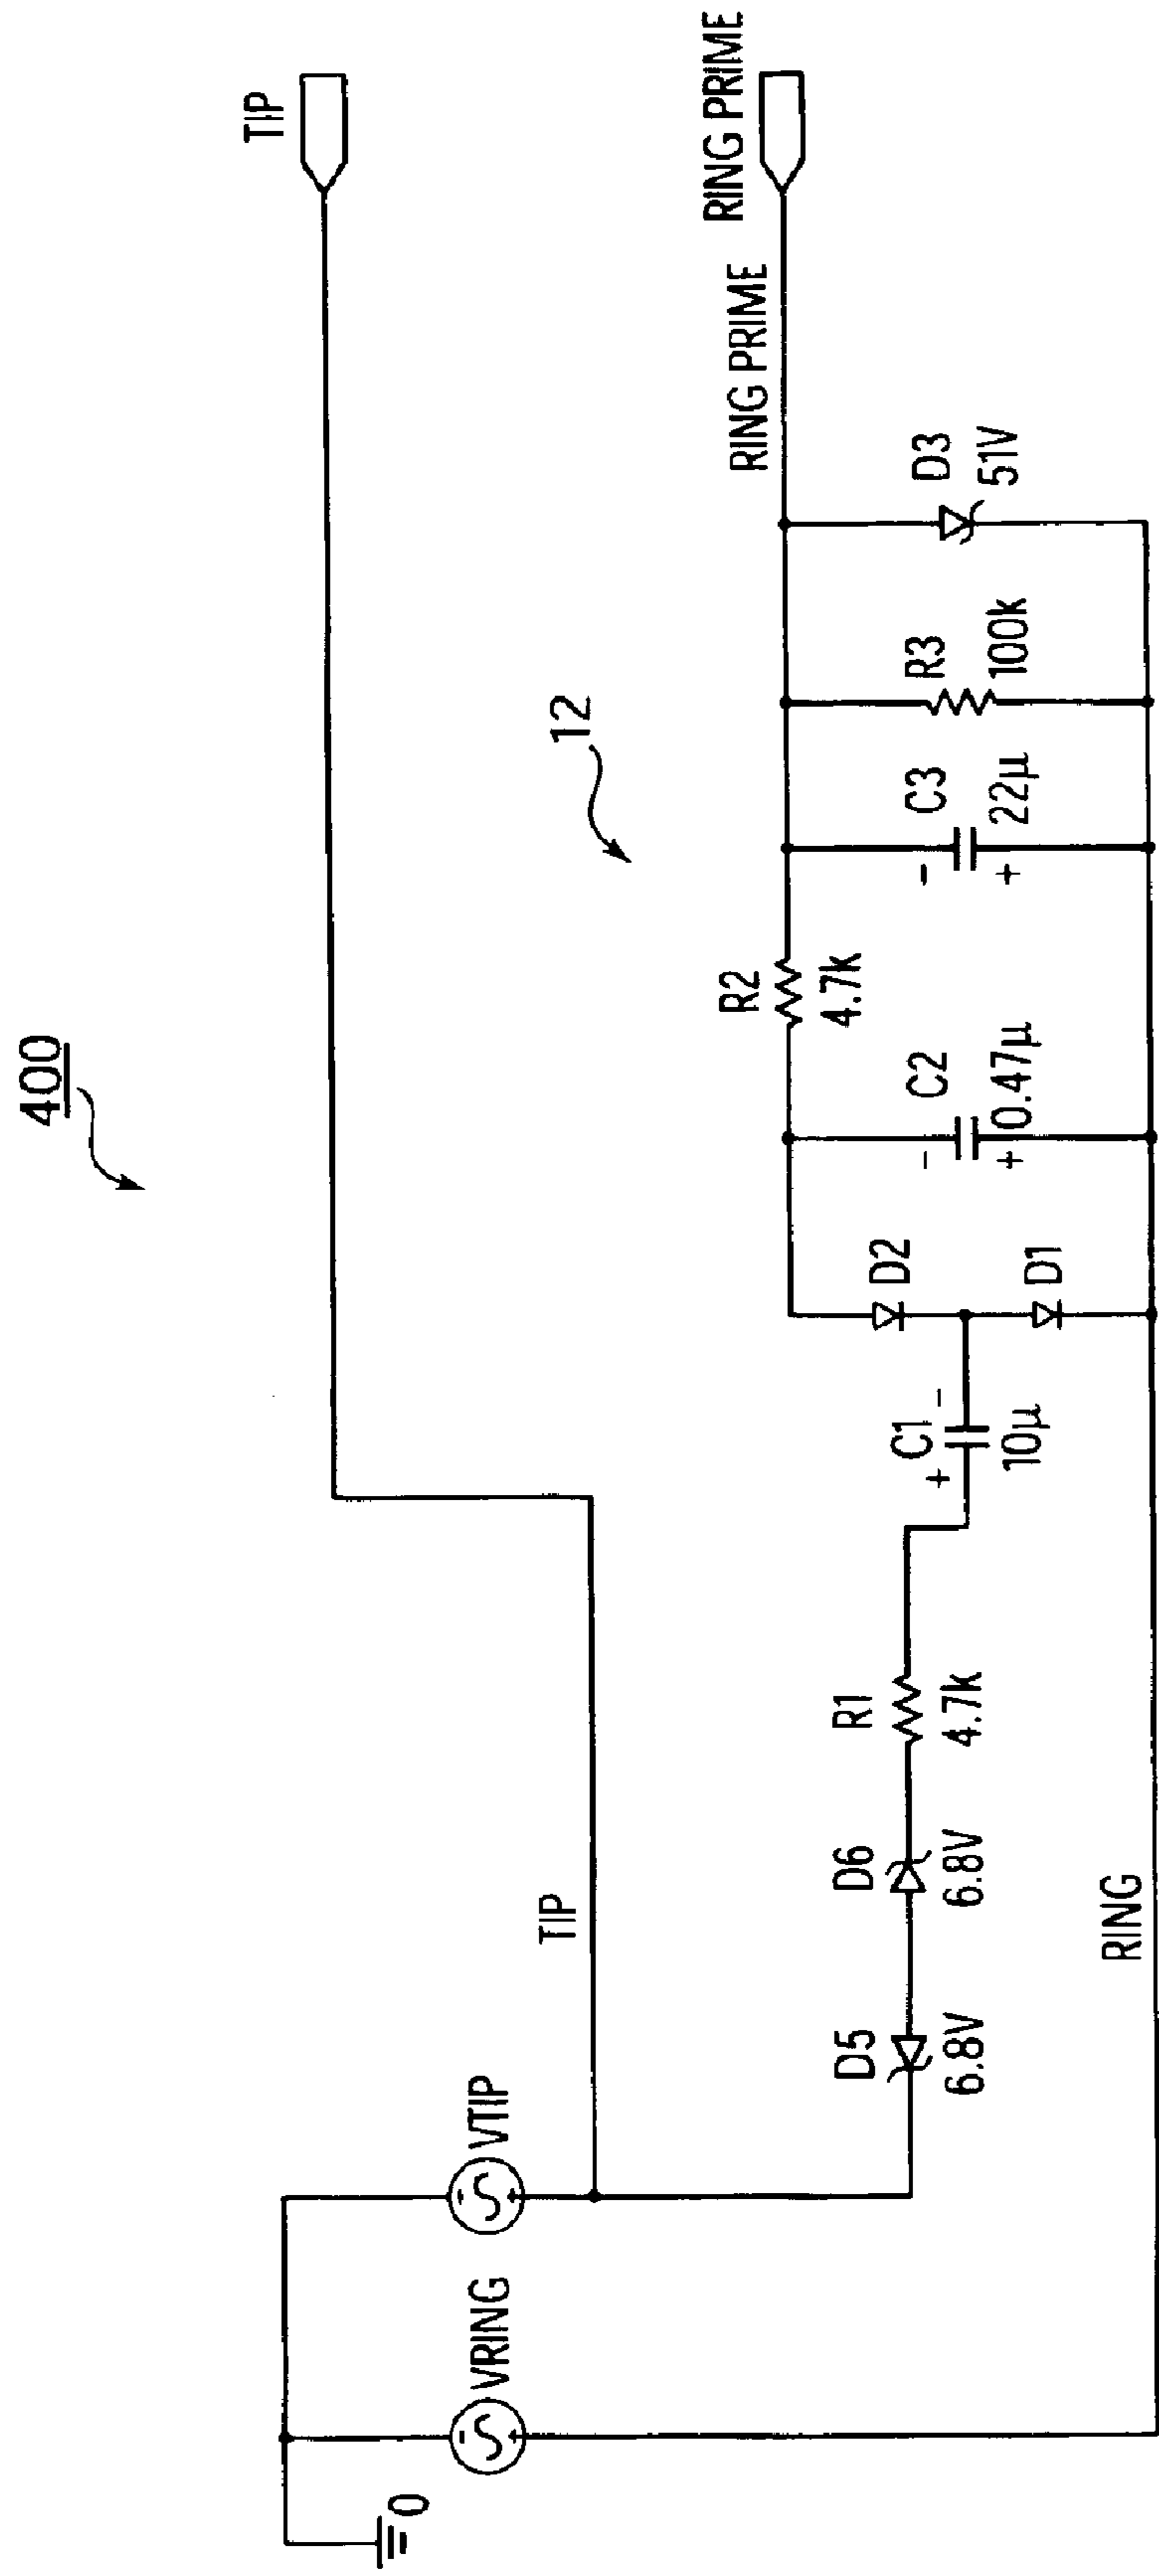 400
TIP
RING PRIME
RING PRIME
12
VRING
VTIP
TIP
0
D5
6.8V
D6
6.8V
R1
4.7k
C1
+ -
10µ
D2
D1
C2
- +
0.47µ
R2
4.7k
C3
- +
22µ
R3
100k
D3
51V
RING